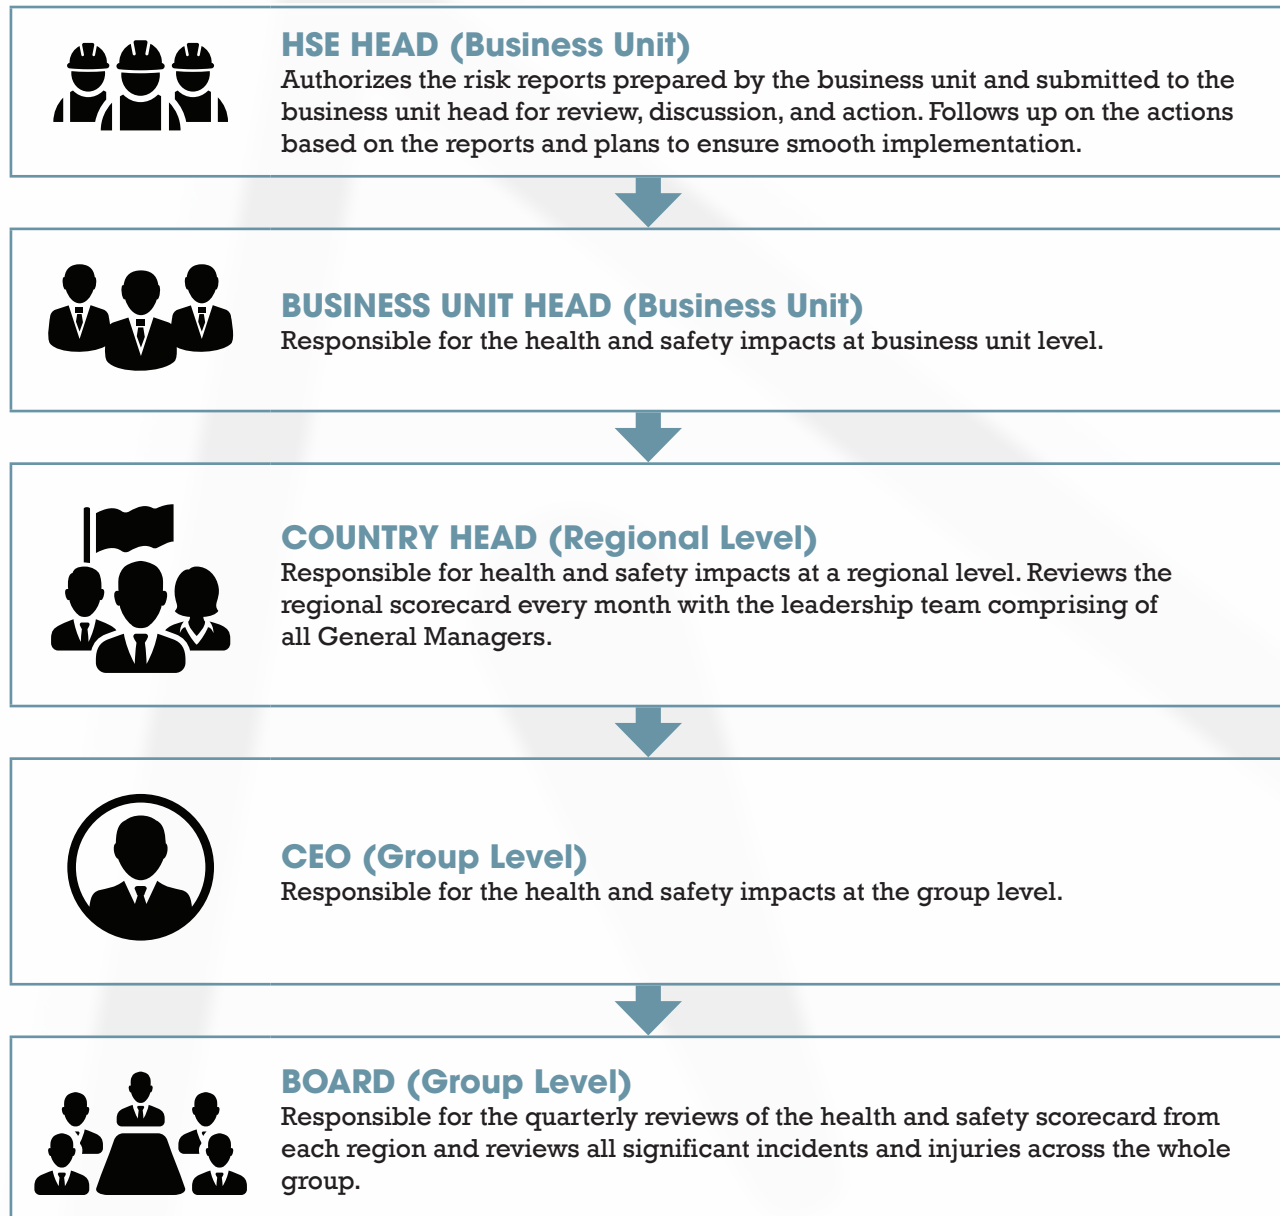 HSE HEAD (Business Unit)
Authorizes the risk reports prepared by the business unit and submitted to the
business unit head for review, discussion, and action. Follows up on the actions
based on the reports and plans to ensure smooth implementation.
BUSINESS UNIT HEAD (Business Unit)
Responsible for the health and safety impacts at business unit level.
COUNTRY HEAD (Regional Level)
Responsible for health and safety impacts at a regional level. Reviews the
regional scorecard every month with the leadership team comprising of
all General Managers.
CEO (Group Level)
Responsible for the health and safety impacts at the group level.
BOARD (Group Level)
Responsible for the quarterly reviews of the health and safety scorecard from
each region and reviews all significant incidents and injuries across the whole
group.